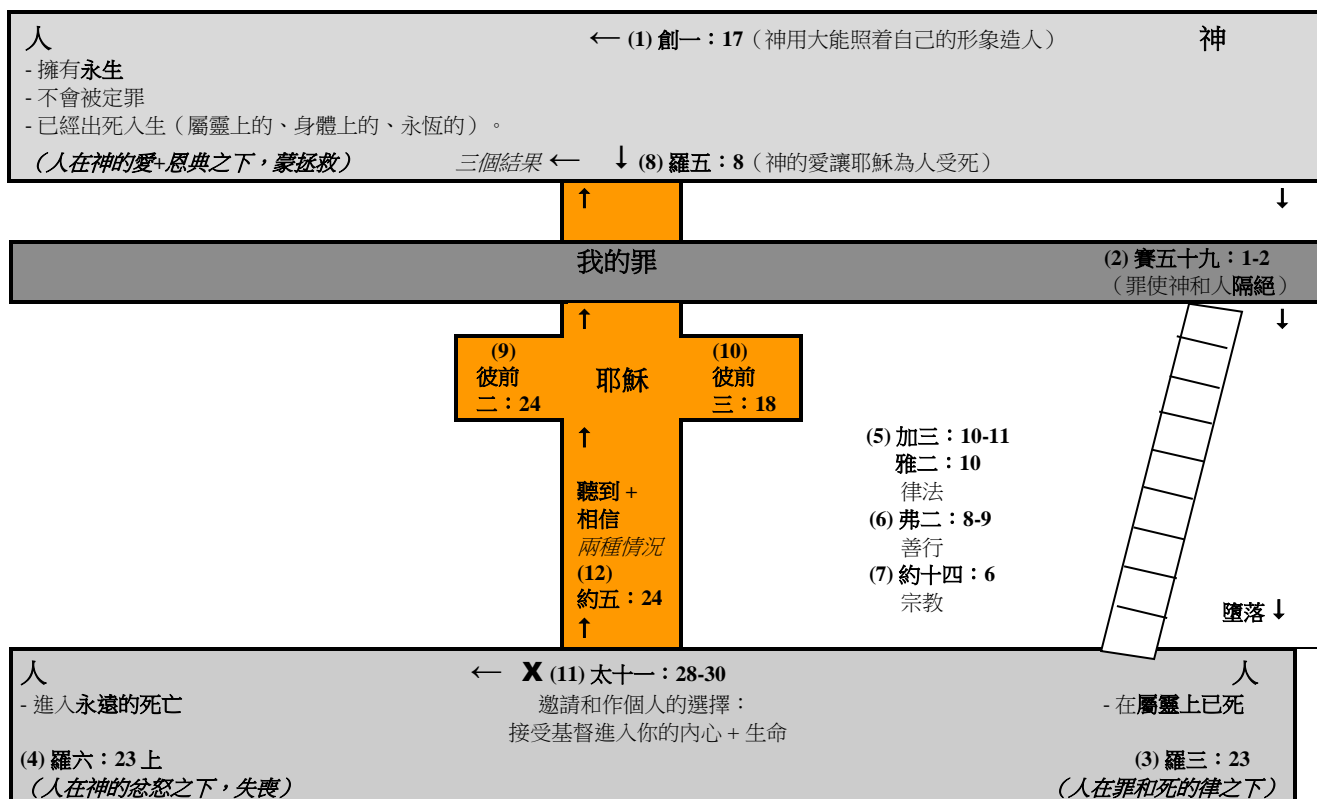 人 ← (1) 創一：17（神用大能照着自己的形象造人） 神
- 擁有永生
- 不會被定罪
- 已經出死入生（屬靈上的、身體上的、永恆的）。
（人在神的愛+恩典之下，蒙拯救） 三個結果 ← ↓ (8) 羅五：8（神的愛讓耶穌為人受死）
↑ ↓
我的罪 (2) 賽五十九：1-2
（罪使神和人隔絕）
↑ ↓
(9)
彼前
二：24
耶穌
(10)
彼前
三：18
↑
聽到 +
相信
兩種情況
(12)
約五：24
↑
(5) 加三：10-11
雅二：10
律法
(6) 弗二：8-9
善行
(7) 約十四：6
宗教
墮落 ↓
人 ← X (11) 太十一：28-30 人
- 進入永遠的死亡 邀請和作個人的選擇： - 在屬靈上已死
接受基督進入你的內心 + 生命
(4) 羅六：23 上 (3) 羅三：23
（人在神的忿怒之下，失喪） （人在罪和死的律之下）